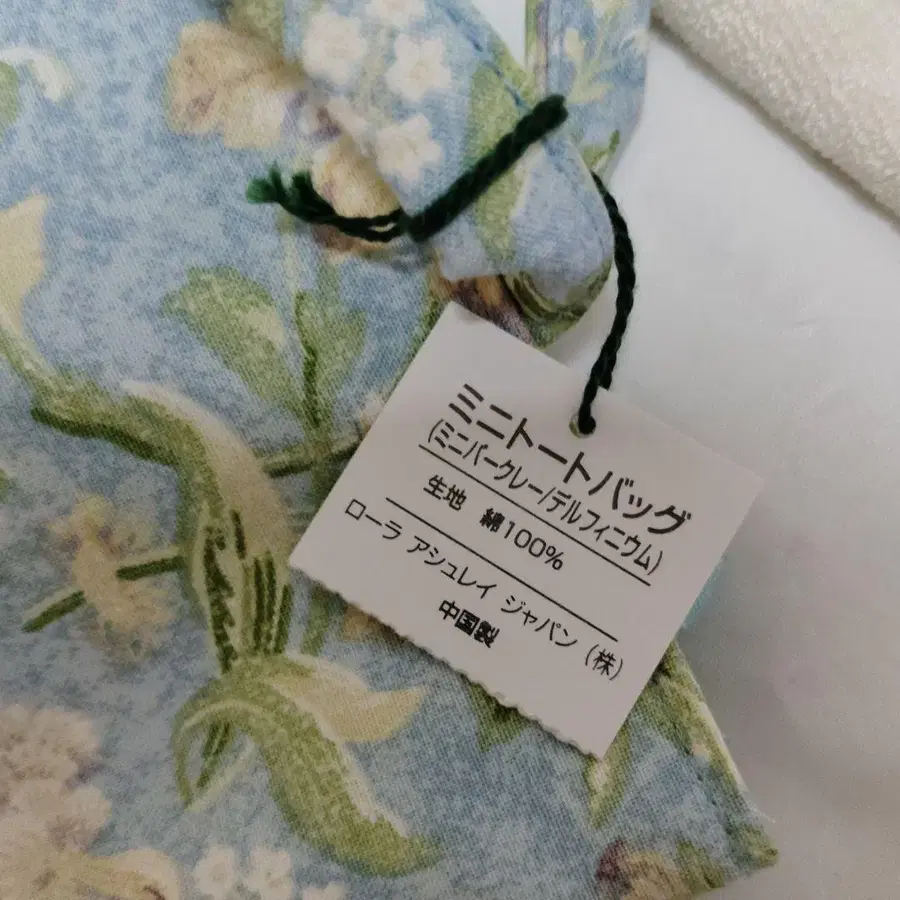 ミニトートバッグ
(ミニバークレー/デルフィニウム)
生地 綿100%
ローラ アシュレイ ジャパン (株)
中国製